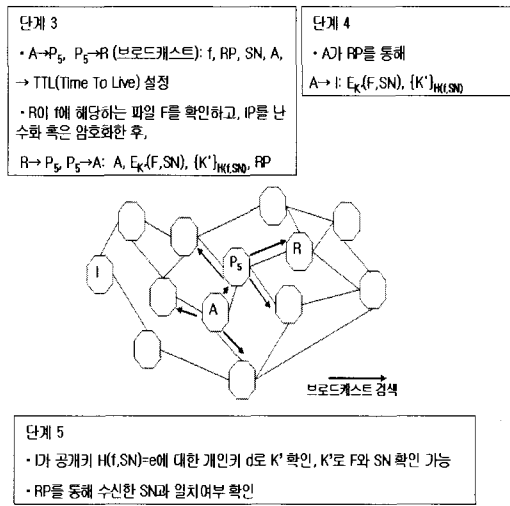 단계 3
• A→P₅, P₅→R (브로드캐스트): f, RP, SN, A,
→ TTL(Time To Live) 설정
• R이 f에 해당하는 파일 F를 확인하고, IP를 난
수화 혹은 암호화한 후,
R→ P₅, P₅→A: A, E_K'(F,SN), {K'}_H(f,SN), RP
단계 4
• A가 RP를 통해
A→ I: E_K'(F,SN), {K'}_H(f,SN)
I
P₅
R
A
브로드캐스트 검색
단계 5
• I가 공개키 H(f,SN)=e에 대한 개인키 d로 K' 확인, K'로 F와 SN 확인 가능
• RP를 통해 수신한 SN과 일치여부 확인